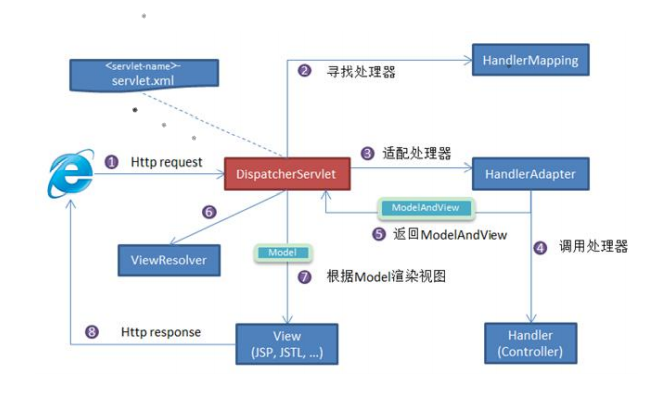 <servlet-name>-
servlet.xml
2 寻找处理器
HandlerMapping
1 Http request
DispatcherServlet
3 适配处理器
HandlerAdapter
ModelAndView
5 返回ModelAndView
4 调用处理器
6
ViewResolver
Model
7 根据Model渲染视图
8 Http response
View
(JSP, JSTL, ...)
Handler
(Controller)